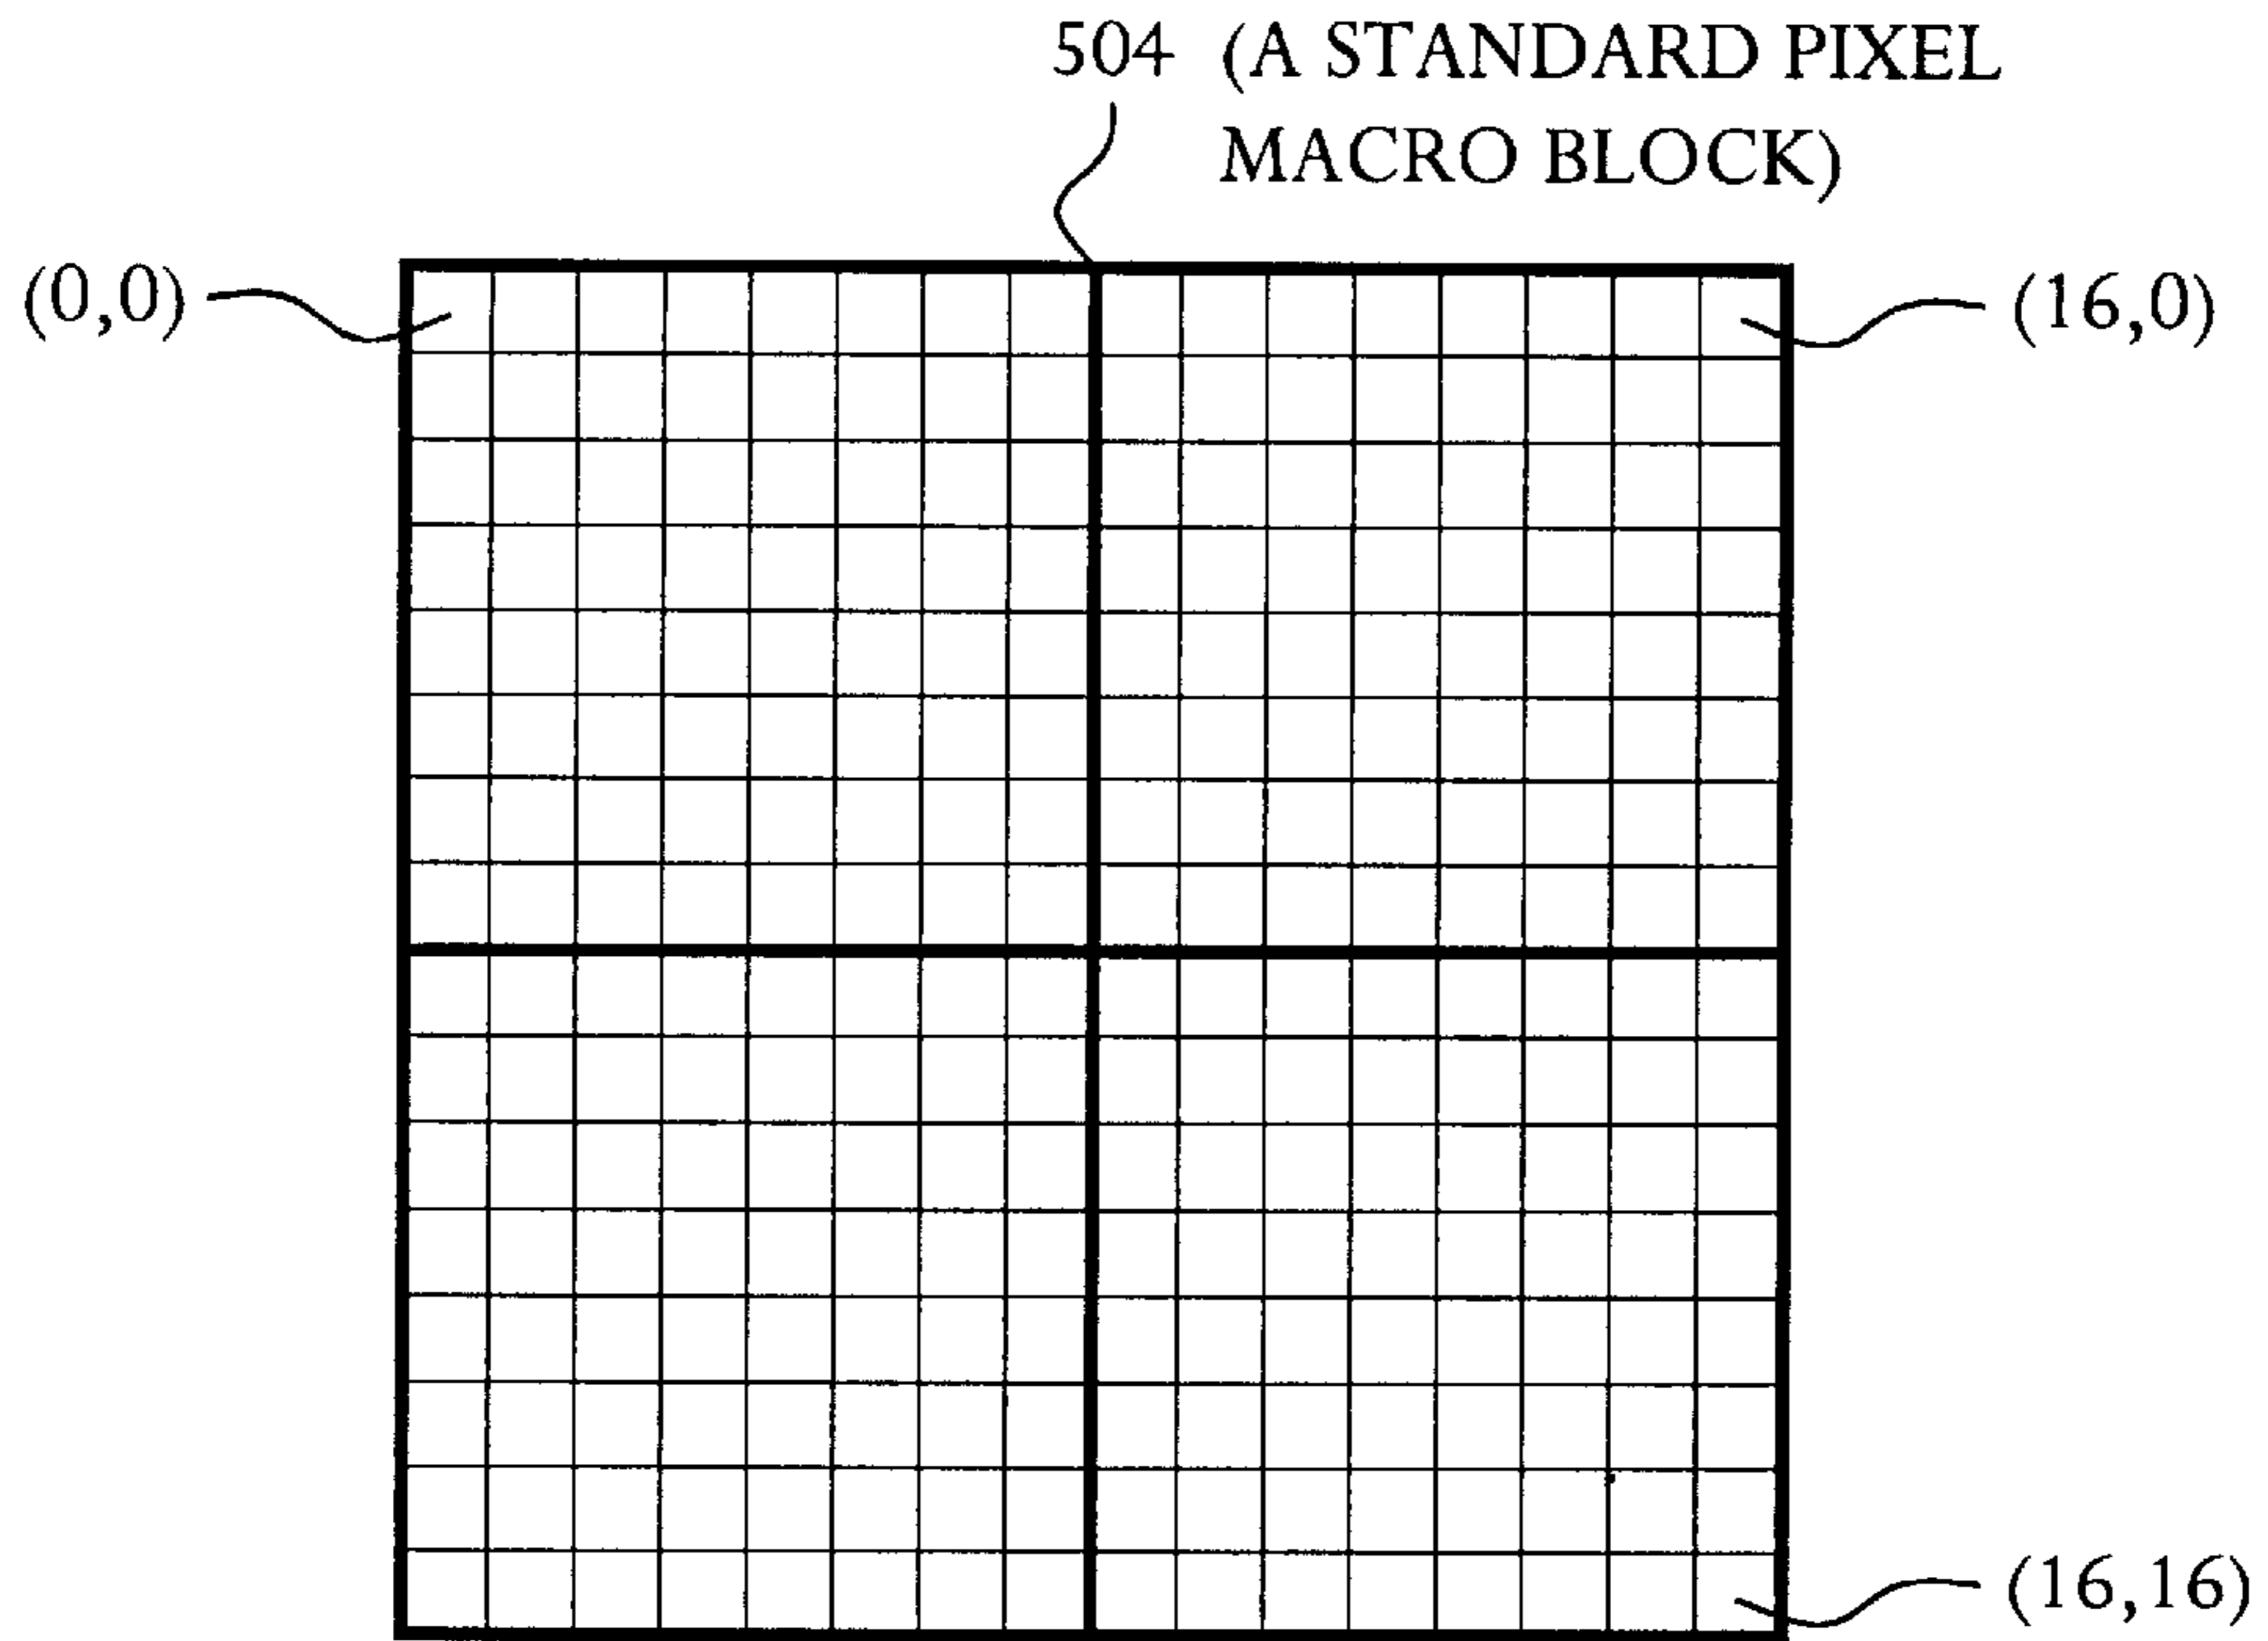 504 (A STANDARD PIXEL
MACRO BLOCK)
(0,0)
(16,0)
(16,16)